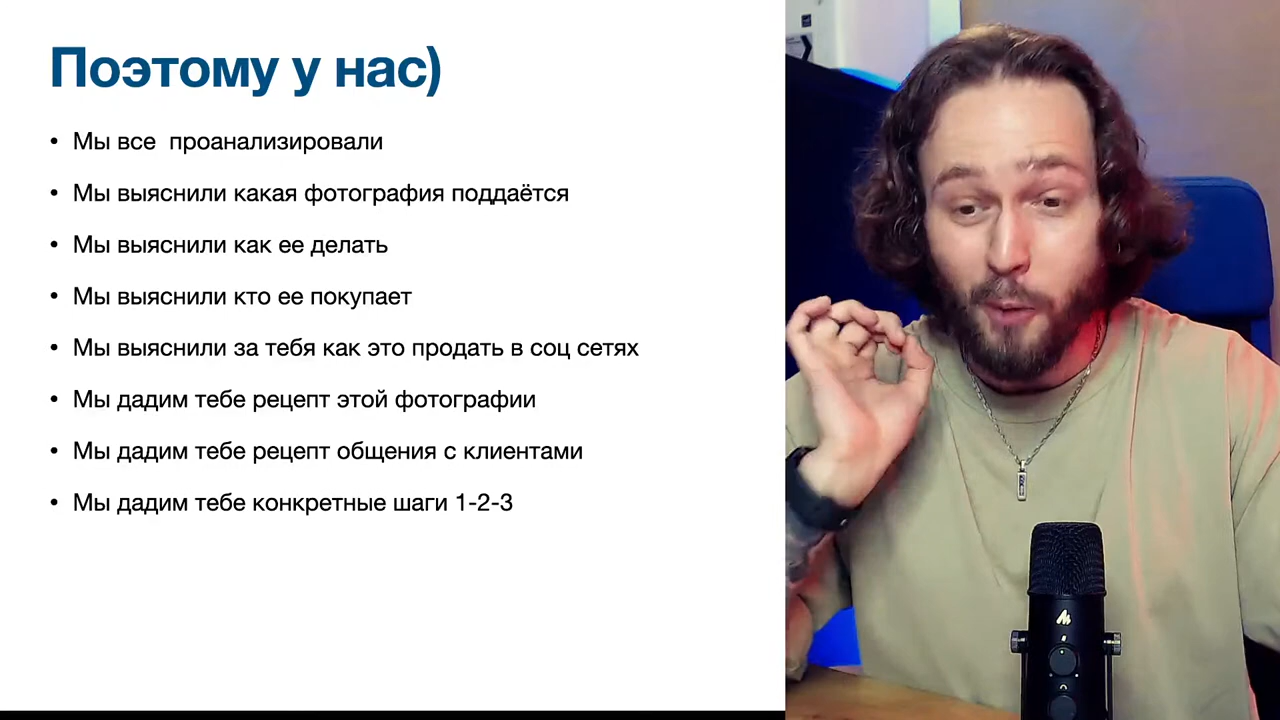 Поэтому у нас)
• Мы все  проанализировали
• Мы выяснили какая фотография поддаётся
• Мы выяснили как ее делать
• Мы выяснили кто ее покупает
• Мы выяснили за тебя как это продать в соц сетях
• Мы дадим тебе рецепт этой фотографии
• Мы дадим тебе рецепт общения с клиентами
• Мы дадим тебе конкретные шаги 1-2-3